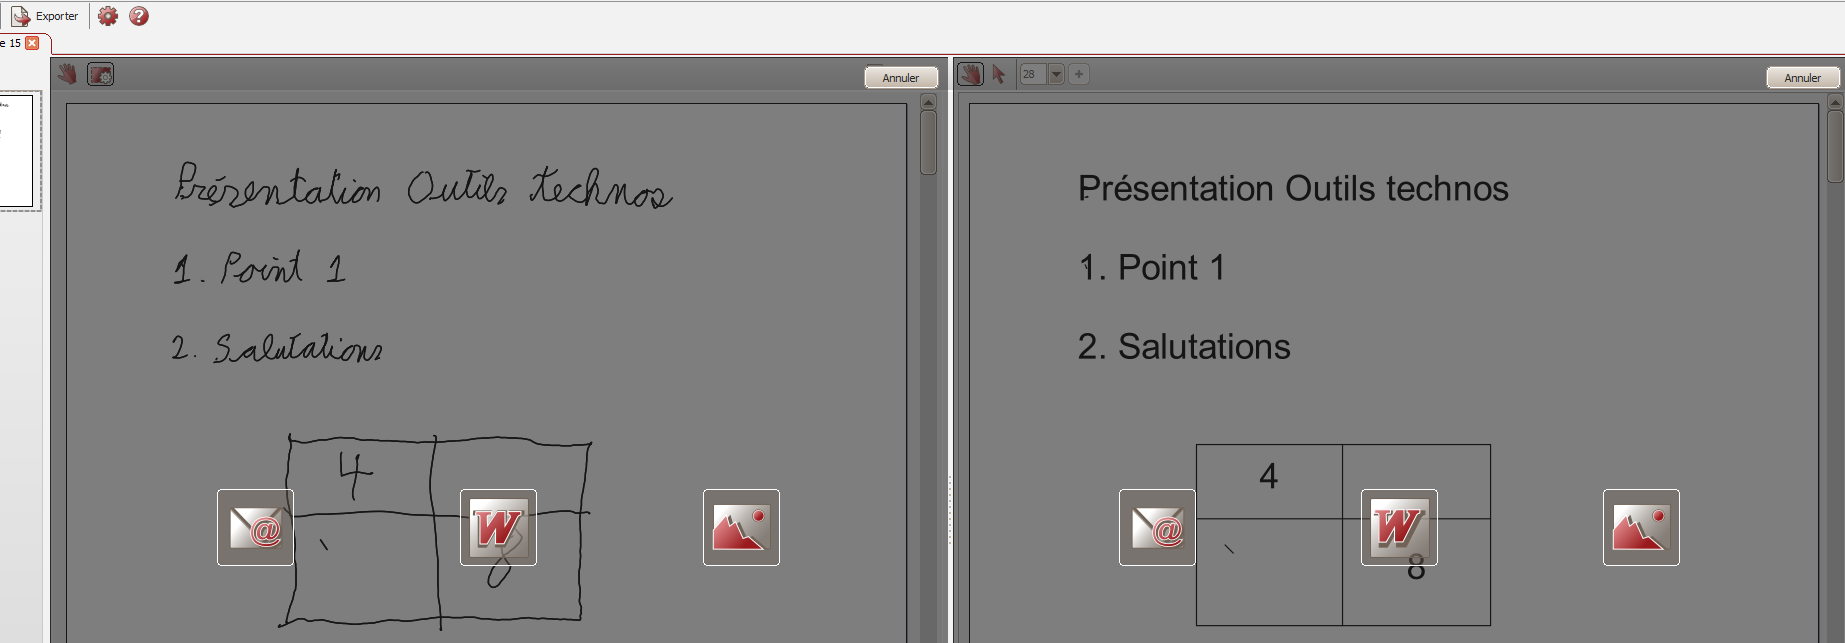 Exporter
e 15
Annuler
28
Annuler
Présentation Outils technos
1. Point 1
2. Salutations
4
8
Présentation Outils technos
1. Point 1
2. Salutations
4
8